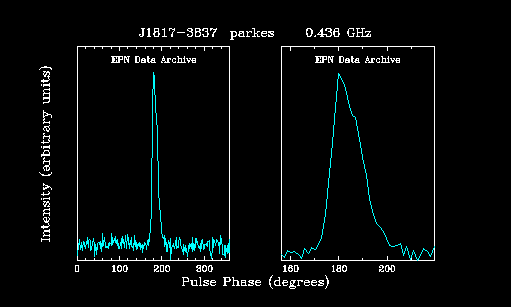 J1817-3837 parkes 0.436 GHz
EPN Data Archive
EPN Data Archive
Intensity (arbitrary units)
0 100 200 300
160 180 200
Pulse Phase (degrees)